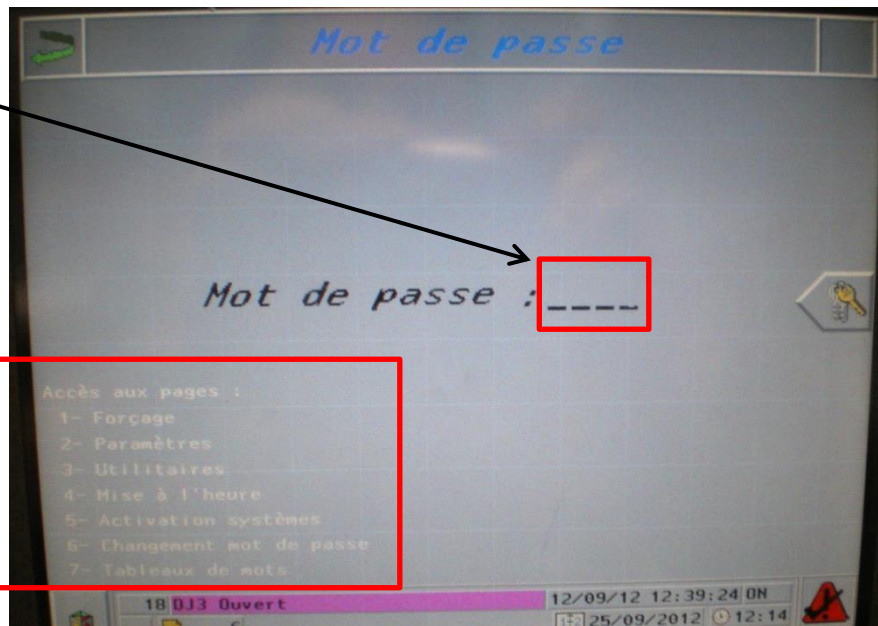 Mot de passe
Mot de passe :____
Accès aux pages :
1- Forçage
2- Paramètres
3- Utilitaires
4- Mise à l'heure
5- Activation systèmes
6- Changement mot de passe
7- Tableaux de mots
18 DJ3 Ouvert 12/09/12 12:39:24 ON
25/09/2012 12:14